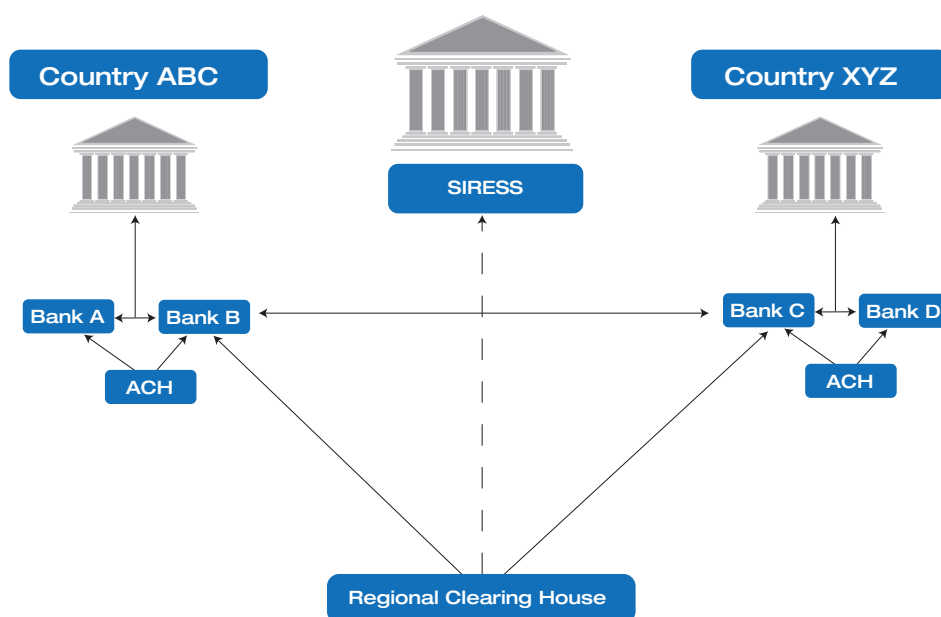 Country ABC
Country XYZ
SIRESS
Bank A
Bank B
Bank C
Bank D
ACH
ACH
Regional Clearing House